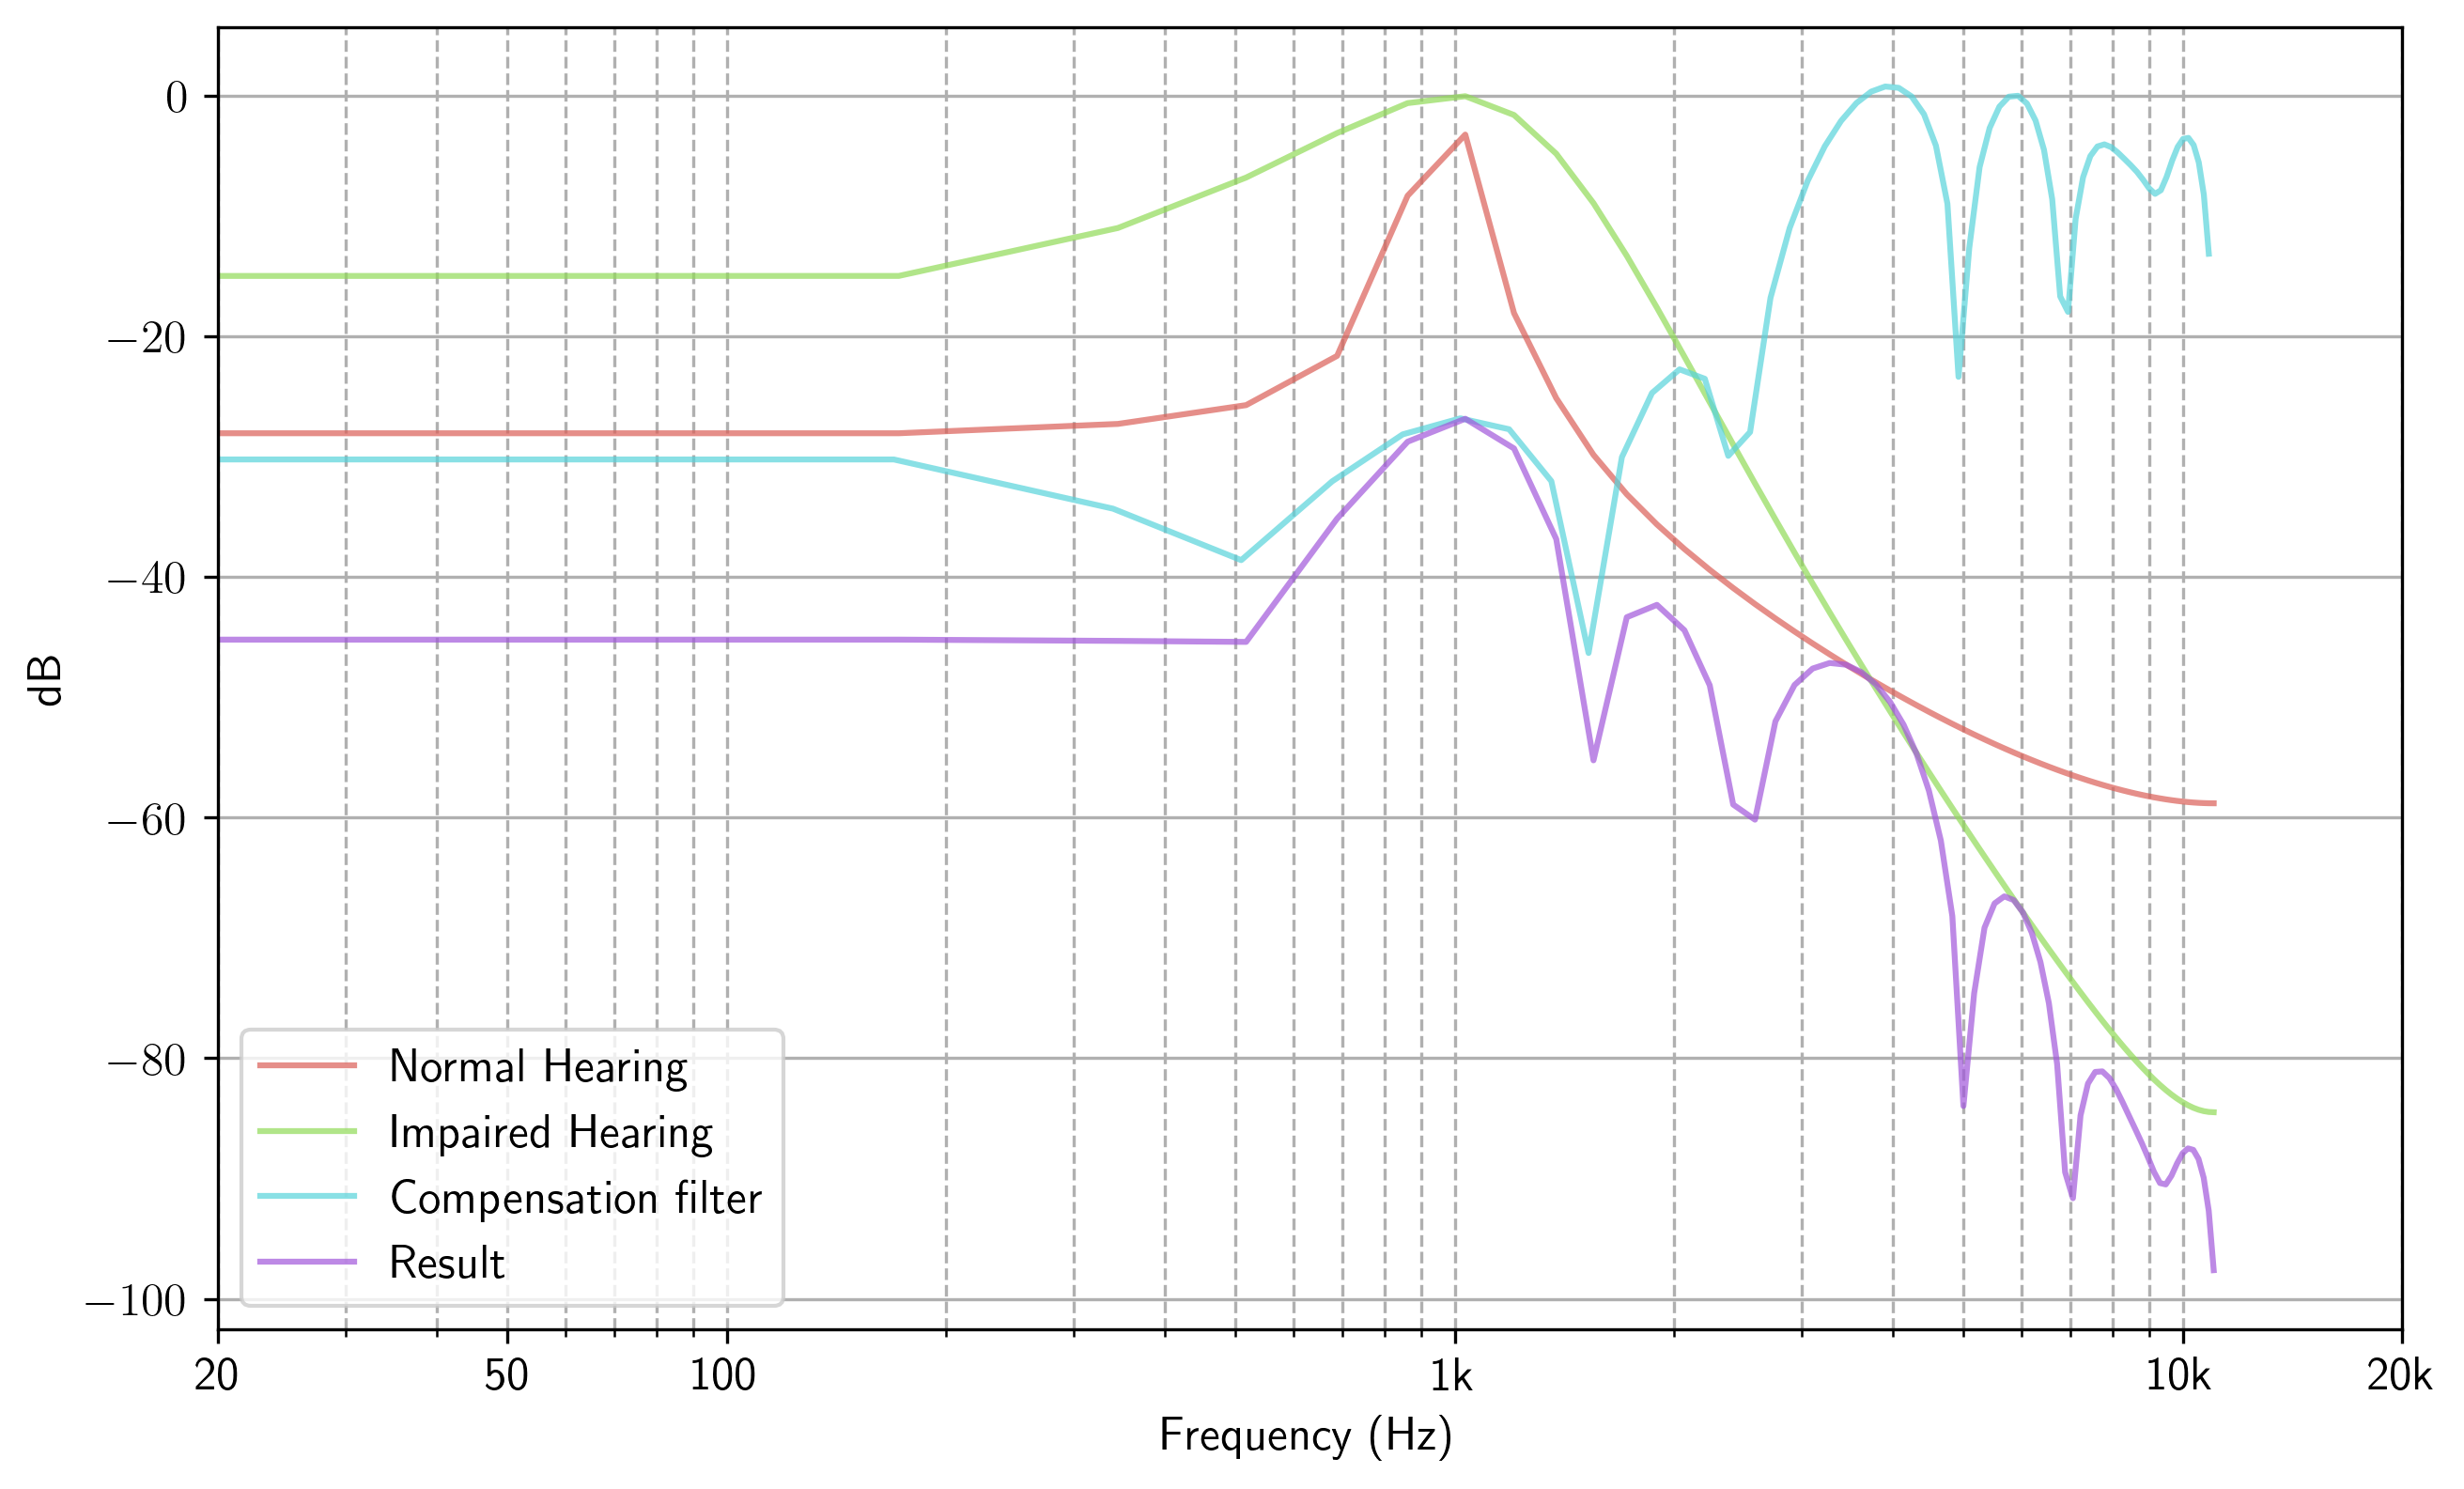 0
−20
−40
−60
−80
−100
dB
Normal Hearing
Impaired Hearing
Compensation filter
Result
20 50 100 1k 10k 20k
Frequency (Hz)